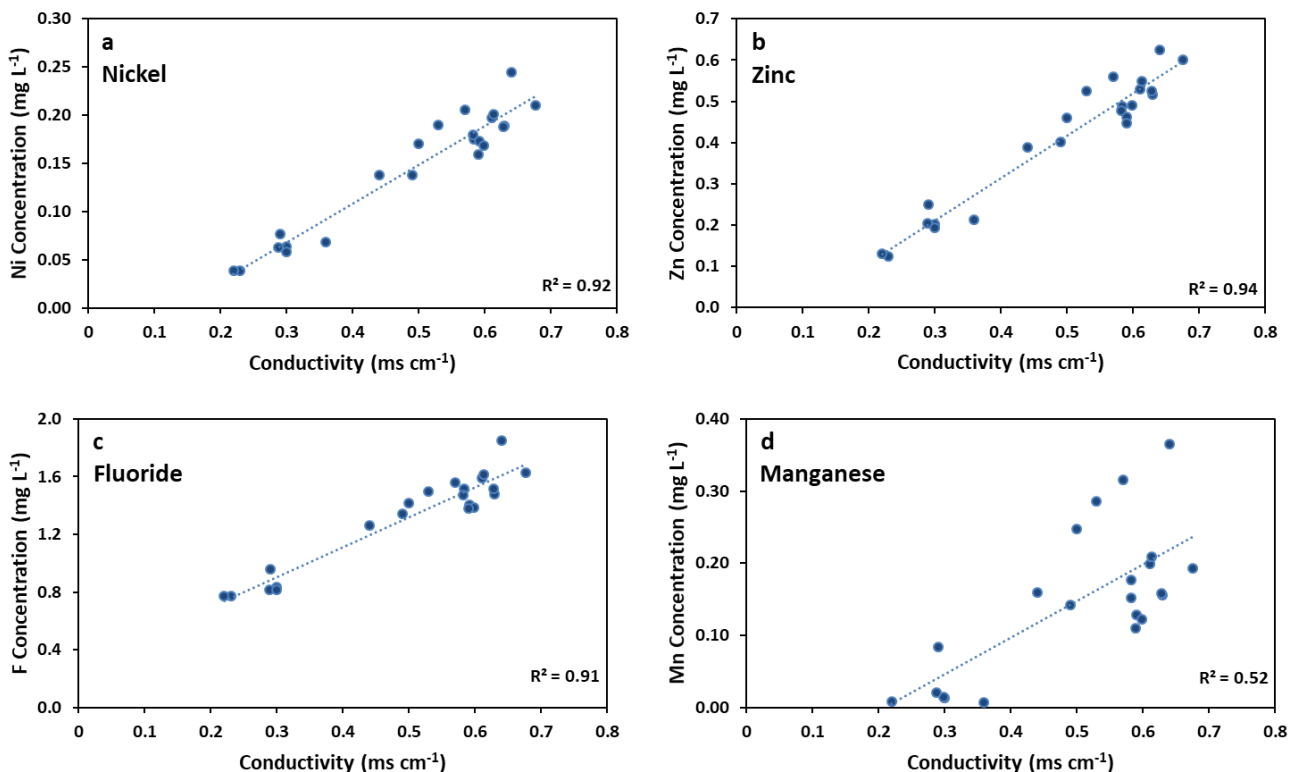 a
Nickel
Ni Concentration (mg L⁻¹)
0.30
0.25
0.20
0.15
0.10
0.05
0.00
R² = 0.92
0 0.1 0.2 0.3 0.4 0.5 0.6 0.7 0.8
Conductivity (ms cm⁻¹)
b
Zinc
Zn Concentration (mg L⁻¹)
0.7
0.6
0.5
0.4
0.3
0.2
0.1
0.0
R² = 0.94
0 0.1 0.2 0.3 0.4 0.5 0.6 0.7 0.8
Conductivity (ms cm⁻¹)
c
Fluoride
F Concentration (mg L⁻¹)
2.0
1.6
1.2
0.8
0.4
0.0
R² = 0.91
0 0.1 0.2 0.3 0.4 0.5 0.6 0.7 0.8
Conductivity (ms cm⁻¹)
d
Manganese
Mn Concentration (mg L⁻¹)
0.40
0.30
0.20
0.10
0.00
R² = 0.52
0 0.1 0.2 0.3 0.4 0.5 0.6 0.7 0.8
Conductivity (ms cm⁻¹)